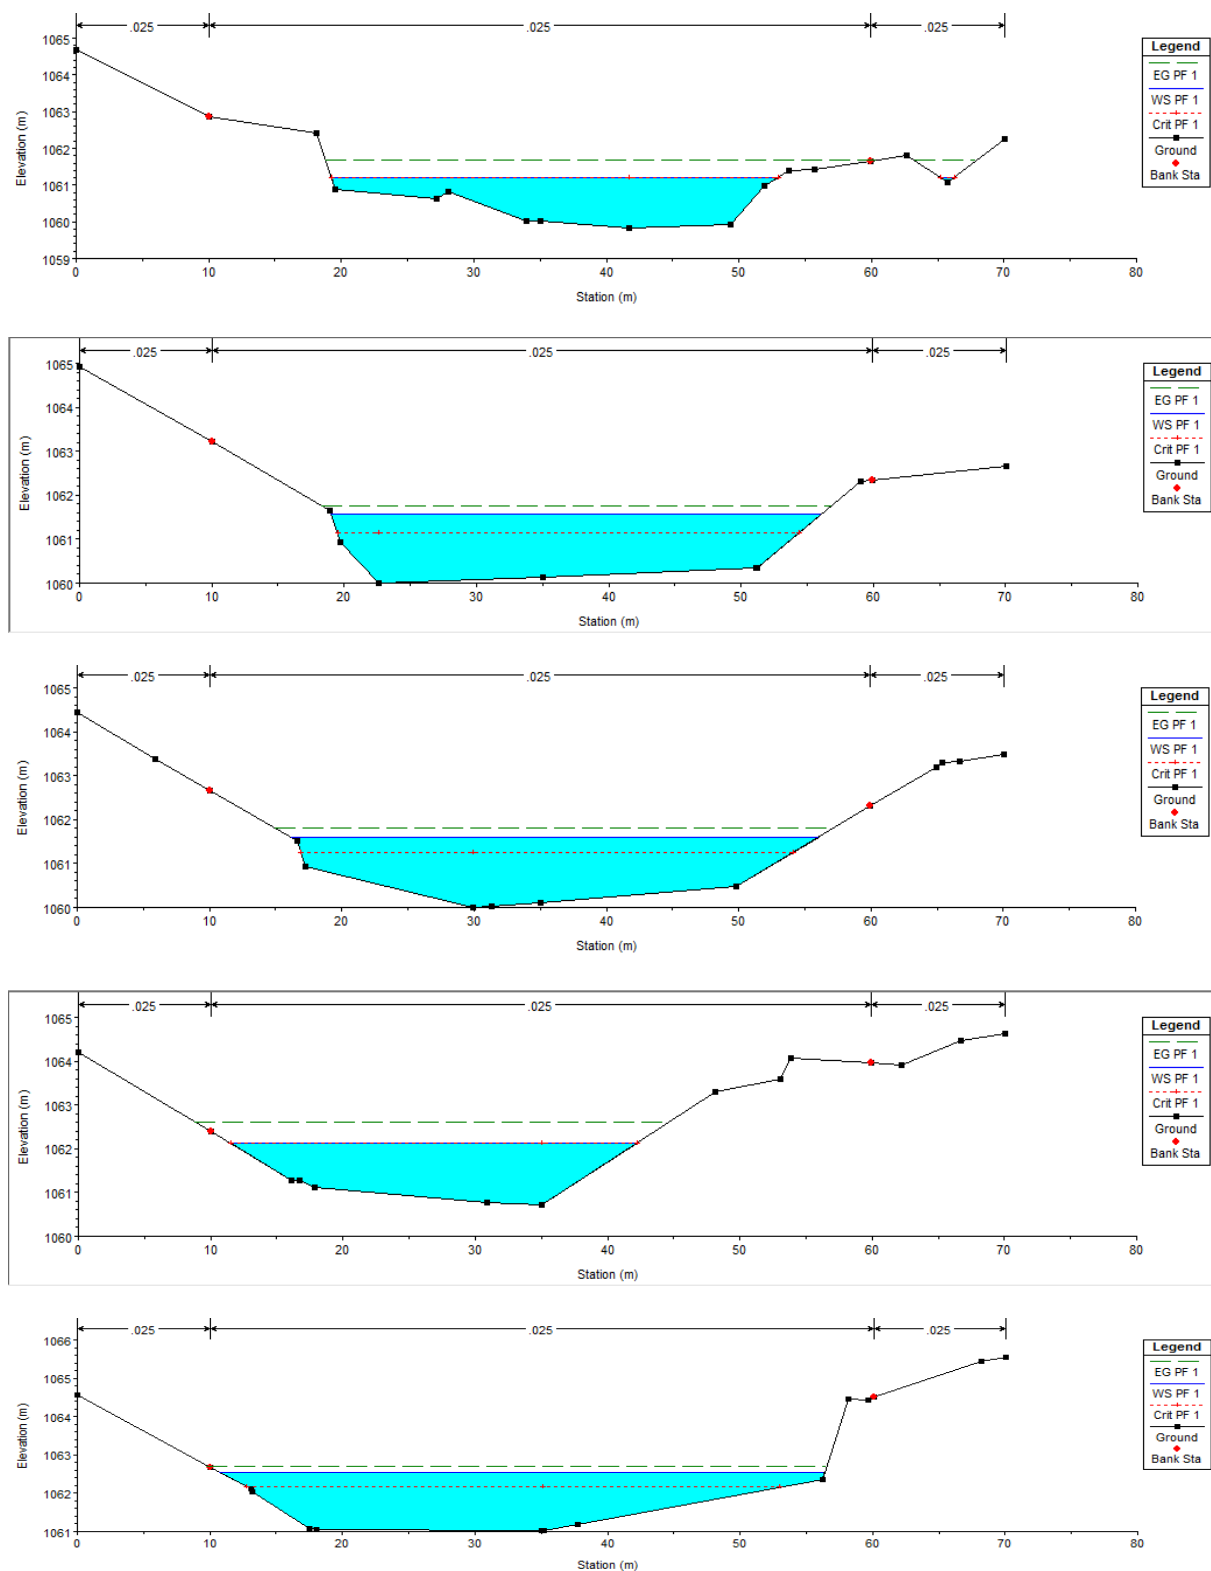 .025 .025 .025
1065
1064
1063
1062
1061
1060
1059
Elevation (m)
0 10 20 30 40 50 60 70 80
Station (m)
Legend
EG PF 1
WS PF 1
Crit PF 1
Ground
Bank Sta
.025 .025 .025
1065
1064
1063
1062
1061
1060
Elevation (m)
0 10 20 30 40 50 60 70 80
Station (m)
Legend
EG PF 1
WS PF 1
Crit PF 1
Ground
Bank Sta
.025 .025 .025
1065
1064
1063
1062
1061
1060
Elevation (m)
0 10 20 30 40 50 60 70 80
Station (m)
Legend
EG PF 1
WS PF 1
Crit PF 1
Ground
Bank Sta
.025 .025 .025
1065
1064
1063
1062
1061
1060
Elevation (m)
0 10 20 30 40 50 60 70 80
Station (m)
Legend
EG PF 1
WS PF 1
Crit PF 1
Ground
Bank Sta
.025 .025 .025
1066
1065
1064
1063
1062
1061
Elevation (m)
0 10 20 30 40 50 60 70 80
Station (m)
Legend
EG PF 1
WS PF 1
Crit PF 1
Ground
Bank Sta